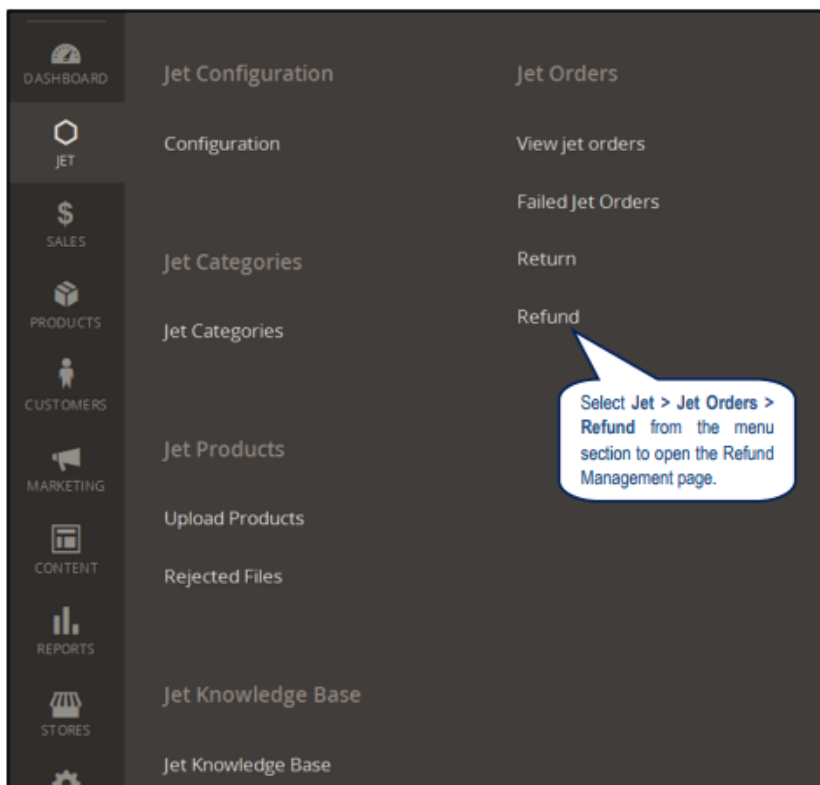 DASHBOARD
JET
SALES
PRODUCTS
CUSTOMERS
MARKETING
CONTENT
REPORTS
STORES
Jet Configuration
Configuration
Jet Categories
Jet Categories
Jet Products
Upload Products
Rejected Files
Jet Knowledge Base
Jet Knowledge Base
Jet Orders
View jet orders
Failed Jet Orders
Return
Refund
Select Jet > Jet Orders >
Refund from the menu
section to open the Refund
Management page.